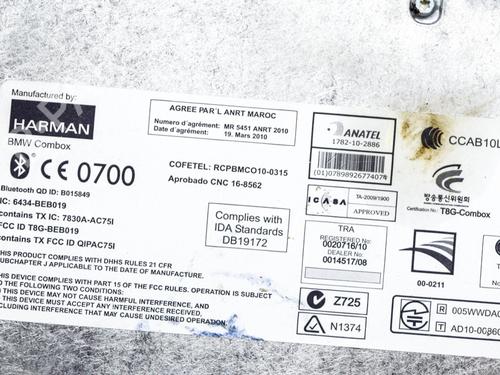 Manufactured by:
HARMAN
BMW Combox
CE 0700
Bluetooth QD ID: B015849
IC: 6434-BEB019
contains TX IC: 7830A-AC75I
FCC ID T8G-BEB019
contains TX FCC ID QIPAC75I
THIS PRODUCT COMPLIES WITH DHHS RULES 21 CFR
SUBCHAPTER J APPLICABLE TO THE DATE OF MANUFACTURE.
THIS DEVICE COMPLIES WITH PART 15 OF THE FCC RULES. OPERATION IS SUBJECT
TO THE FOLLOWING TWO CONDITIONS:
THIS DEVICE MAY NOT CAUSE HARMFUL INTERFERENCE, AND
THIS DEVICE MUST ACCEPT ANY INTERFERENCE RECEIVED, INCLUDING
INTERFERENCE THAT MAY CAUSE UNDESIRED OPERATION
AGREE PAR'L ANRT MAROC
Numero d'agrément: MR 5451 ANRT 2010
Date d'agrément: 19. Mars 2010
COFETEL: RCPBMCO10-0315
Aprobado CNC 16-8562
Complies with
IDA Standards
DB19172
ANATEL
1782-10-2886
(01)07898926774074
ICASA
TA-2009/1900
APPROVED
TRA
REGISTERED No:
0020716/10
DEALER No:
0014517/08
Z725
N1374
CCAB10L
방송통신위원회
Certification No.: T8G-Combox
00-0211
R 005WWDA0
T AD10-0086